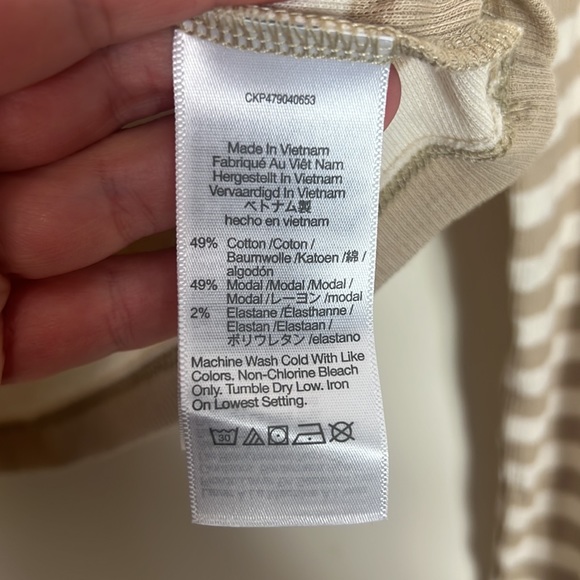 CKP479040653
Made In Vietnam
Fabriqué Au Viêt Nam
Hergestellt In Vietnam
Vervaardigd In Vietnam
ベトナム製
hecho en vietnam
49% Cotton /Coton /
Baumwolle /Katoen /綿 /
algodón
49% Modal /Modal /Modal /
Modal /レーヨン /modal
2% Elastane /Élasthanne /
Elastan /Elastaan /
ポリウレタン /elastano
Machine Wash Cold With Like
Colors. Non-Chlorine Bleach
Only. Tumble Dry Low. Iron
On Lowest Setting.
30